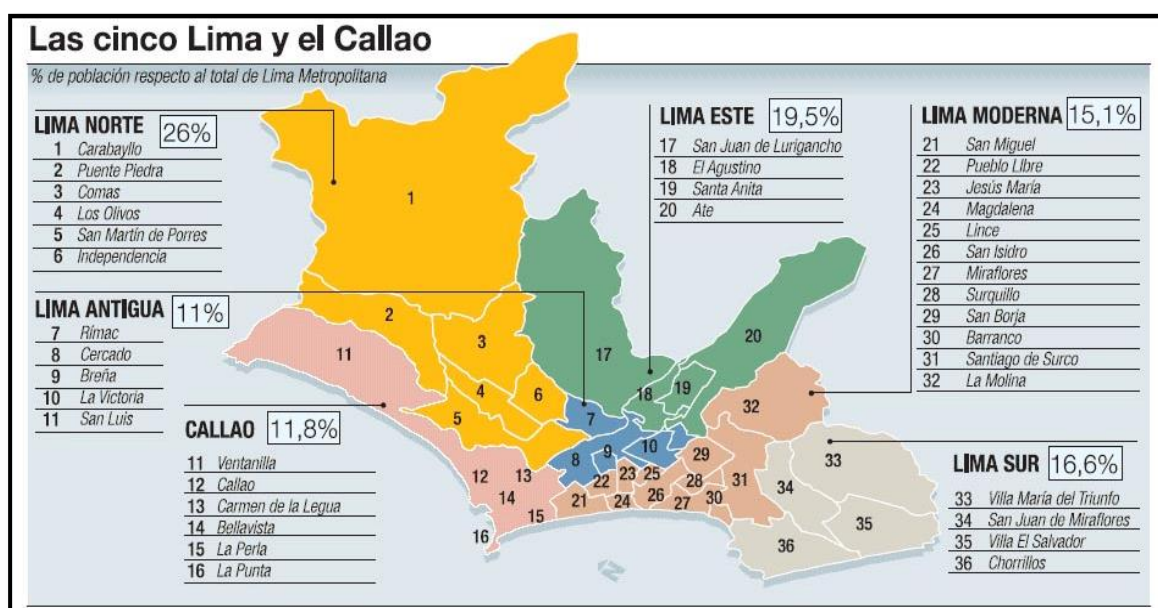 Las cinco Lima y el Callao
% de población respecto al total de Lima Metropolitana
LIMA NORTE 26%
1 Carabayllo
2 Puente Piedra
3 Comas
4 Los Olivos
5 San Martín de Porres
6 Independencia
LIMA ANTIGUA 11%
7 Rímac
8 Cercado
9 Breña
10 La Victoria
11 San Luis
CALLAO 11,8%
11 Ventanilla
12 Callao
13 Carmen de la Legua
14 Bellavista
15 La Perla
16 La Punta
LIMA ESTE 19,5%
17 San Juan de Lurigancho
18 El Agustino
19 Santa Anita
20 Ate
LIMA MODERNA 15,1%
21 San Miguel
22 Pueblo LIbre
23 Jesús María
24 Magdalena
25 Lince
26 San Isidro
27 Miraflores
28 Surquillo
29 San Borja
30 Barranco
31 Santiago de Surco
32 La Molina
LIMA SUR 16,6%
33 Villa María del Triunfo
34 San Juan de Miraflores
35 Villa El Salvador
36 Chorrillos
1
2
3
4
5
6
11
17
18
19
20
7
8
9
10
12
13
14
15
16
21
22
23
24
25
26
27
28
29
30
31
32
33
34
35
36